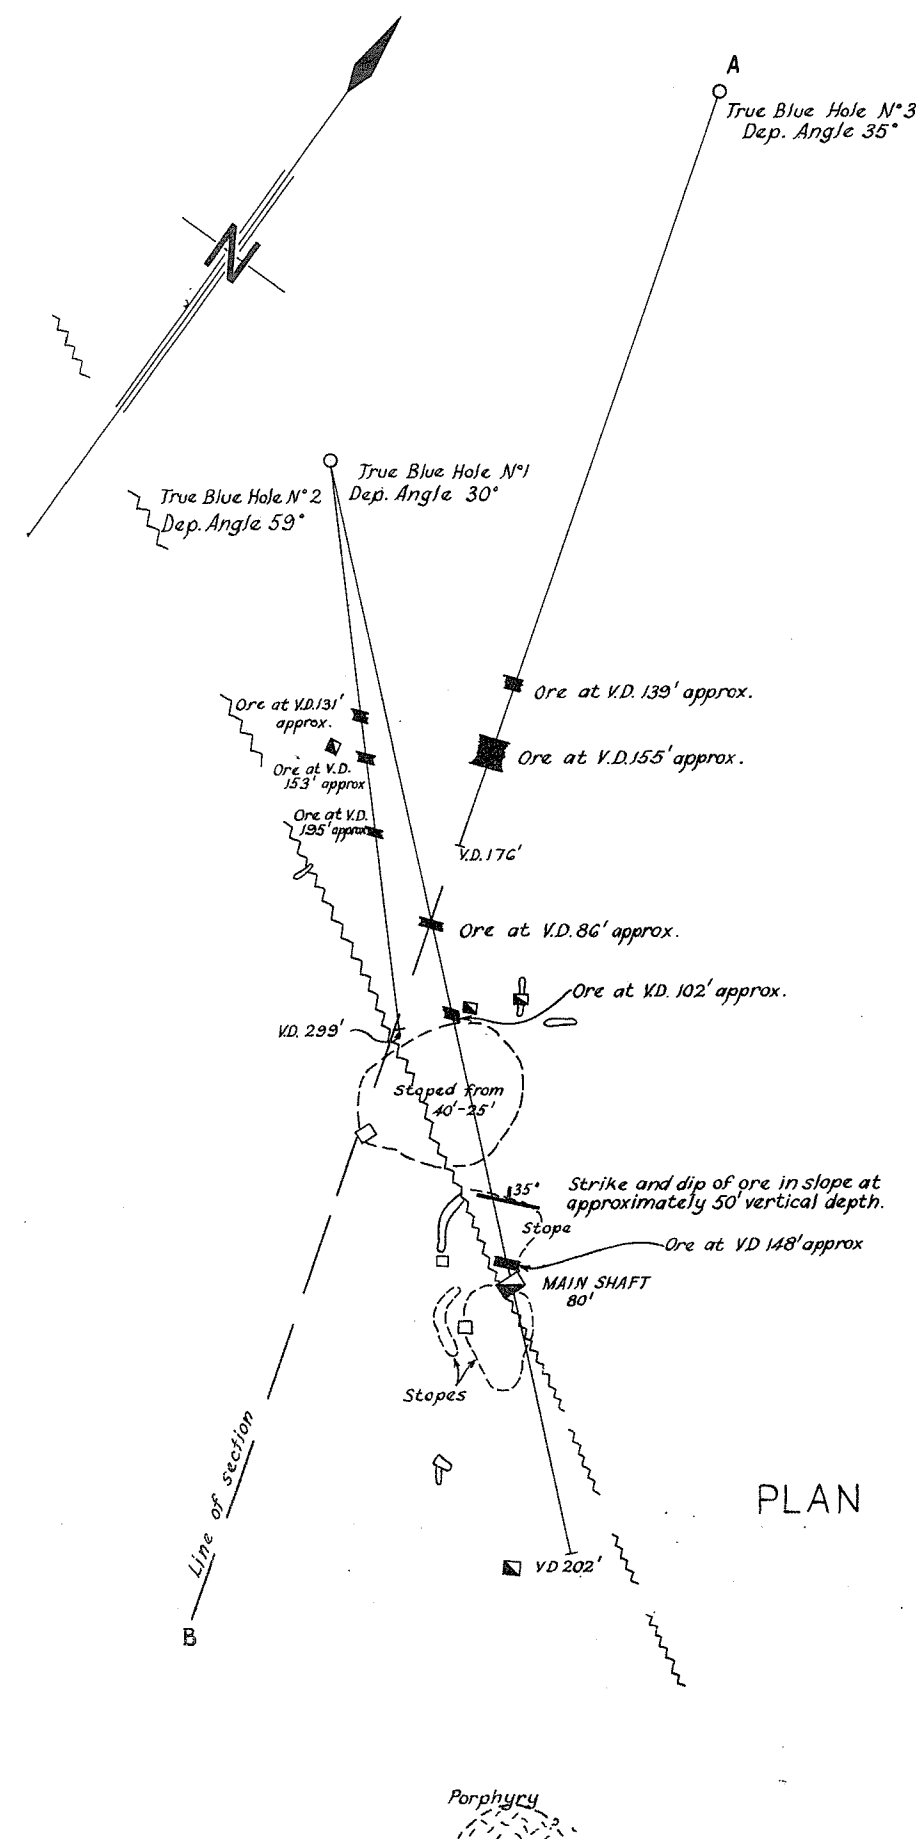 A
True Blue Hole Nº3
Dep. Angle 35°
N
True Blue Hole Nº1
Dep. Angle 30°
True Blue Hole Nº2
Dep. Angle 59°
Ore at V.D. 139' approx.
Ore at V.D.131'
approx.
Ore at V.D.155' approx.
Ore at V.D.
153' approx
Ore at V.D.
195' approx
V.D.176'
Ore at V.D.86' approx.
Ore at V.D. 102' approx.
V.D. 299'
Stoped from
40'-25'
35°
Strike and dip of ore in slope at
approximately 50' vertical depth.
Stope
Ore at VD 148' approx
MAIN SHAFT
80'
Stopes
Line of section
PLAN
VD 202'
B
Porphyry
?